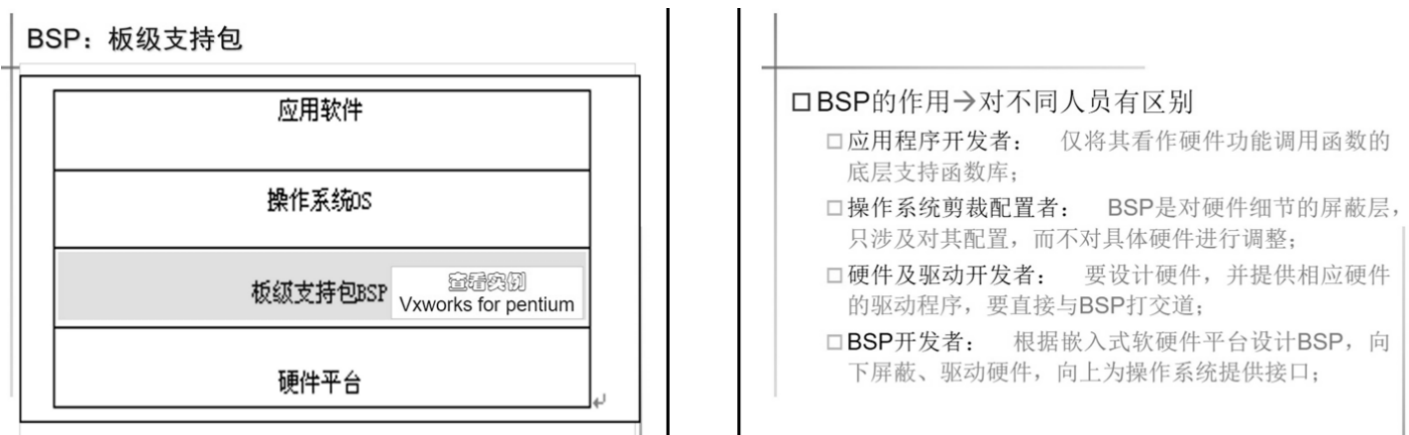 BSP：板级支持包
应用软件
操作系统OS
板级支持包BSP
查看实例
Vxworks for pentium
硬件平台
BSP的作用→对不同人员有区别
应用程序开发者： 仅将其看作硬件功能调用函数的
底层支持函数库；
操作系统剪裁配置者： BSP是对硬件细节的屏蔽层，
只涉及对其配置，而不对具体硬件进行调整；
硬件及驱动开发者： 要设计硬件，并提供相应硬件
的驱动程序，要直接与BSP打交道；
BSP开发者： 根据嵌入式软硬件平台设计BSP，向
下屏蔽、驱动硬件，向上为操作系统提供接口；